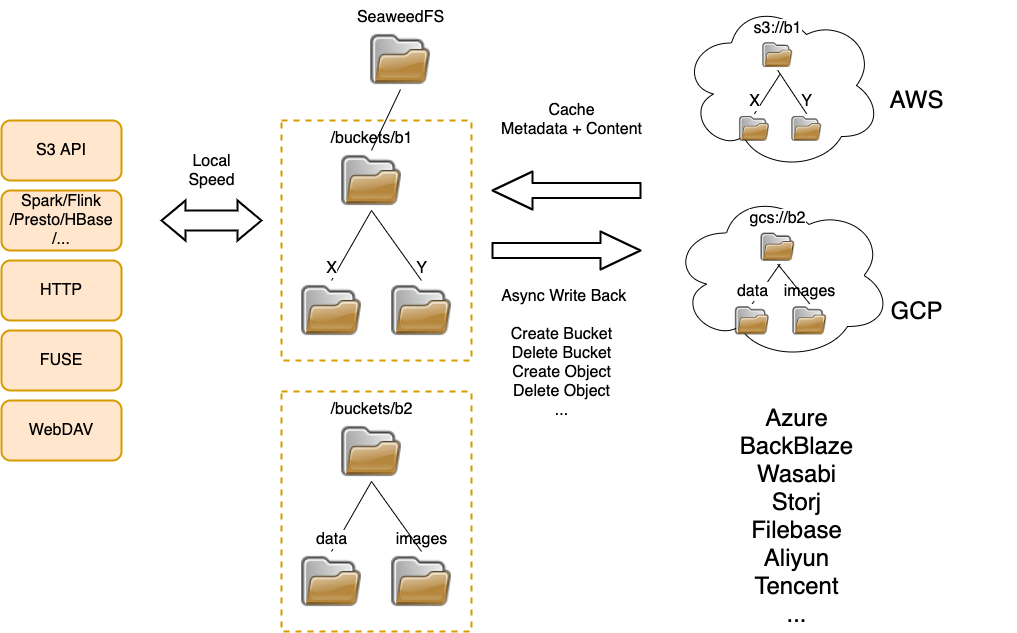 SeaweedFS
S3 API
Spark/Flink
/Presto/HBase
/...
HTTP
FUSE
WebDAV
Local
Speed
/buckets/b1
X
Y
/buckets/b2
data
images
Cache
Metadata + Content
Async Write Back
Create Bucket
Delete Bucket
Create Object
Delete Object
...
s3://b1
X
Y
AWS
gcs://b2
data
images
GCP
Azure
BackBlaze
Wasabi
Storj
Filebase
Aliyun
Tencent
...